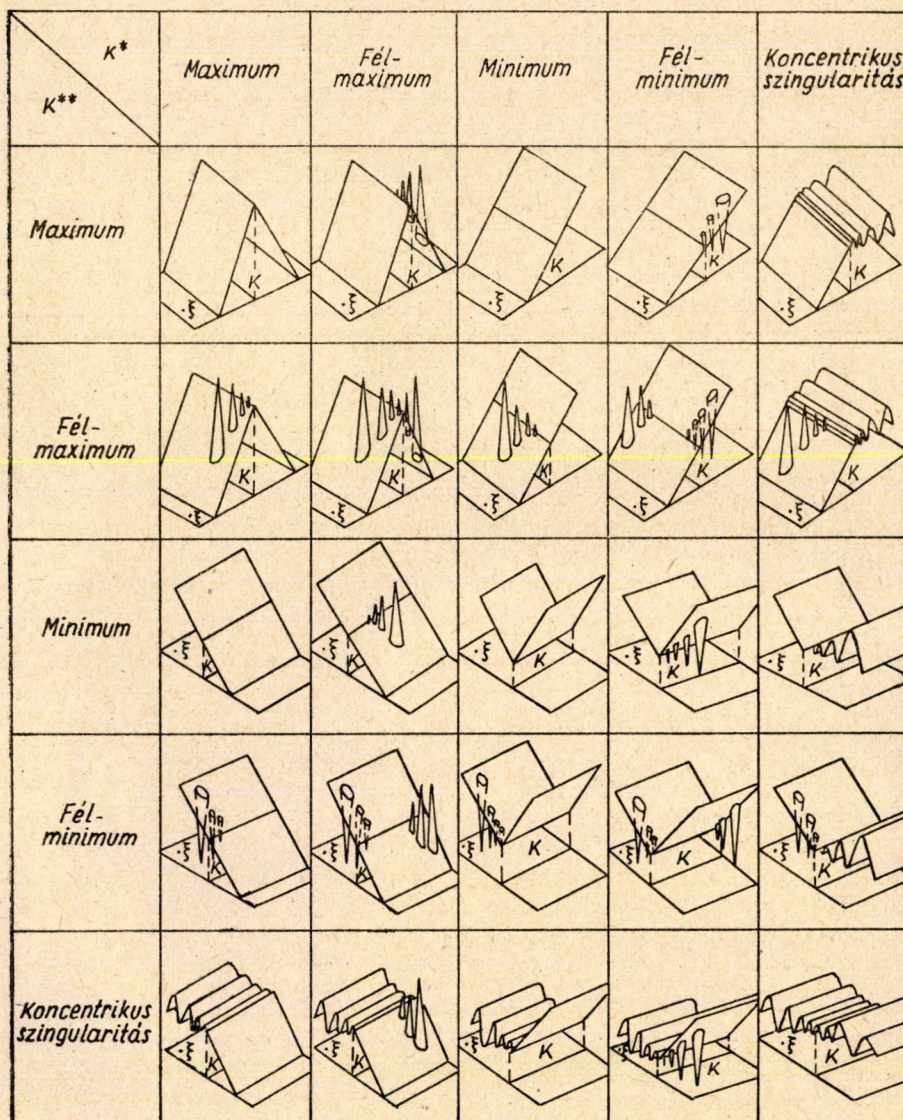 K*
K**
Maximum
Fél-
maximum
Minimum
Fél-
minimum
Koncentrikus
szingularitás
Maximum
K
·ξ
K
·ξ
K
·ξ
K
·ξ
K
·ξ
Fél-
maximum
K
·ξ
K
·ξ
K
·ξ
K
·ξ
K
·ξ
Minimum
·ξ
K
·ξ
K
·ξ
K
·ξ
K
·ξ
K
Fél-
minimum
·ξ
K
·ξ
K
·ξ
K
·ξ
K
·ξ
K
Koncentrikus
szingularitás
·ξ
K
·ξ
K
·ξ
K
·ξ
K
·ξ
K